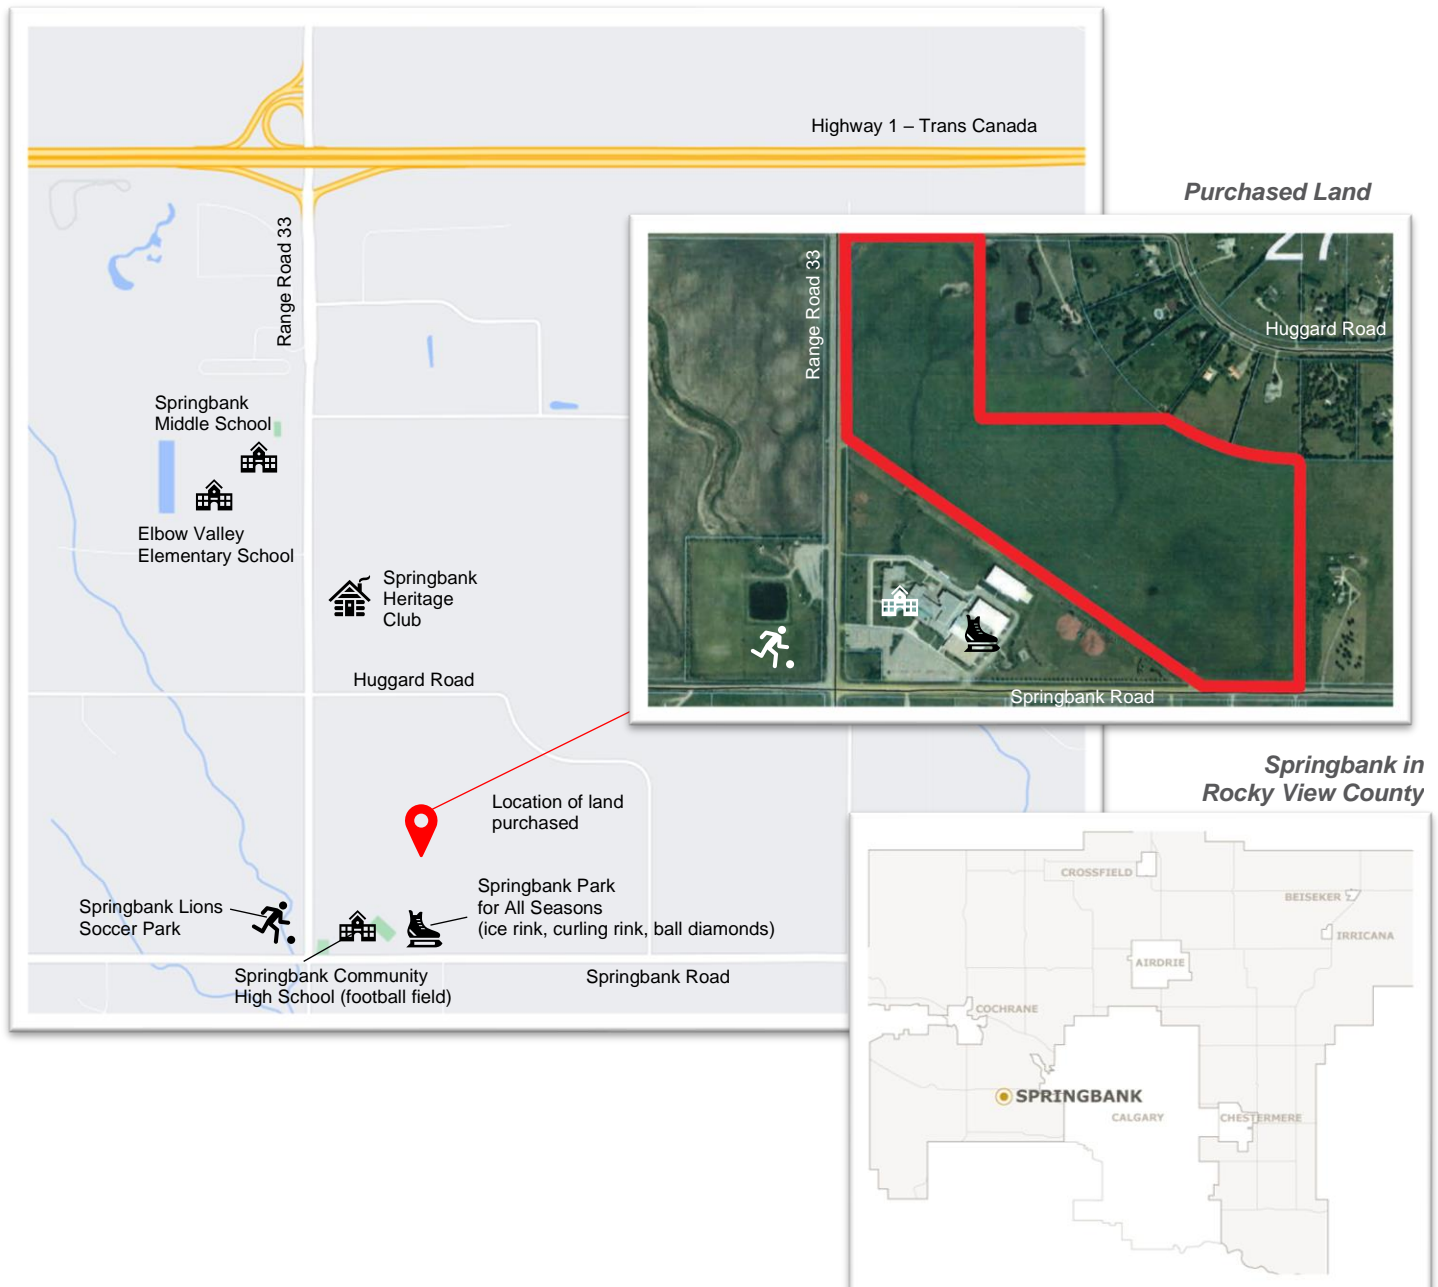 Highway 1 – Trans Canada
Purchased Land
Range Road 33
Range Road 33
27
Huggard Road
Springbank
Middle School
Elbow Valley
Elementary School
Springbank
Heritage
Club
Huggard Road
Springbank Road
Location of land
purchased
Springbank in
Rocky View County
Springbank Park
for All Seasons
(ice rink, curling rink, ball diamonds)
Springbank Lions
Soccer Park
Springbank Community
High School (football field)
Springbank Road
CROSSFIELD
BEISEKER
IRRICANA
AIRDRIE
COCHRANE
SPRINGBANK
CALGARY
CHESTERMERE